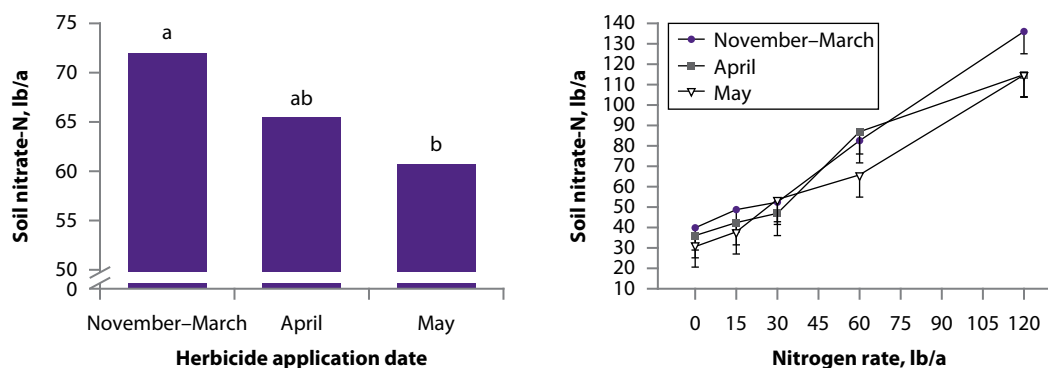 75
70
65
60
55
50
0
Soil nitrate-N, lb/a
a
ab
b
November–March
April
May
Herbicide application date
140
130
120
110
100
90
80
70
60
50
40
30
20
10
Soil nitrate-N, lb/a
November–March
April
May
0 15 30 45 60 75 90 105 120
Nitrogen rate, lb/a